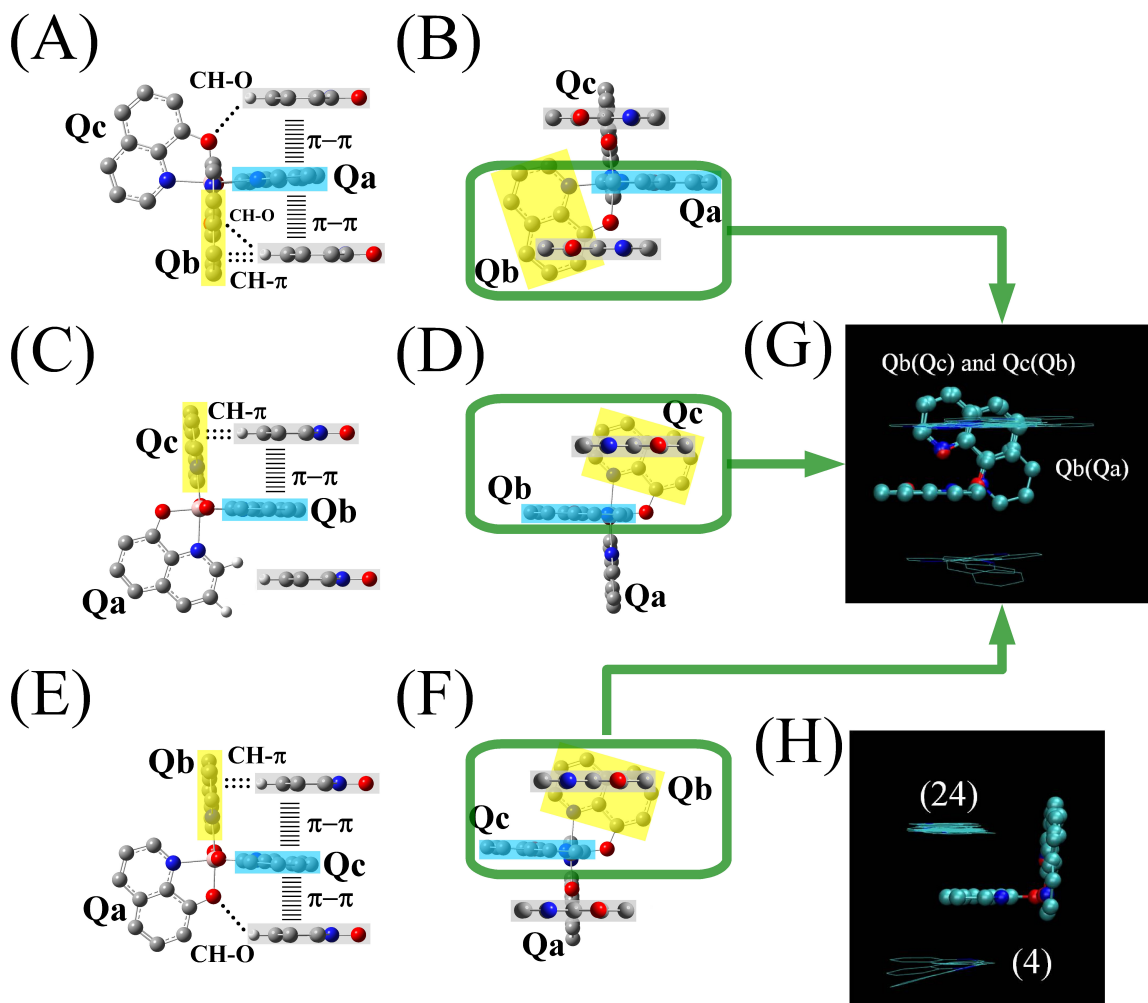 (A)
CH-O
Qc
π–π
Qa
CH-O
π–π
Qb
CH-π
(B)
Qc
Qa
Qb
(C)
CH-π
Qc
π–π
Qb
Qa
(D)
Qc
Qb
Qa
(E)
Qb
CH-π
π–π
Qc
π–π
Qa
CH-O
(F)
Qb
Qc
Qa
(G)
Qb(Qc) and Qc(Qb)
Qb(Qa)
(H)
(24)
(4)